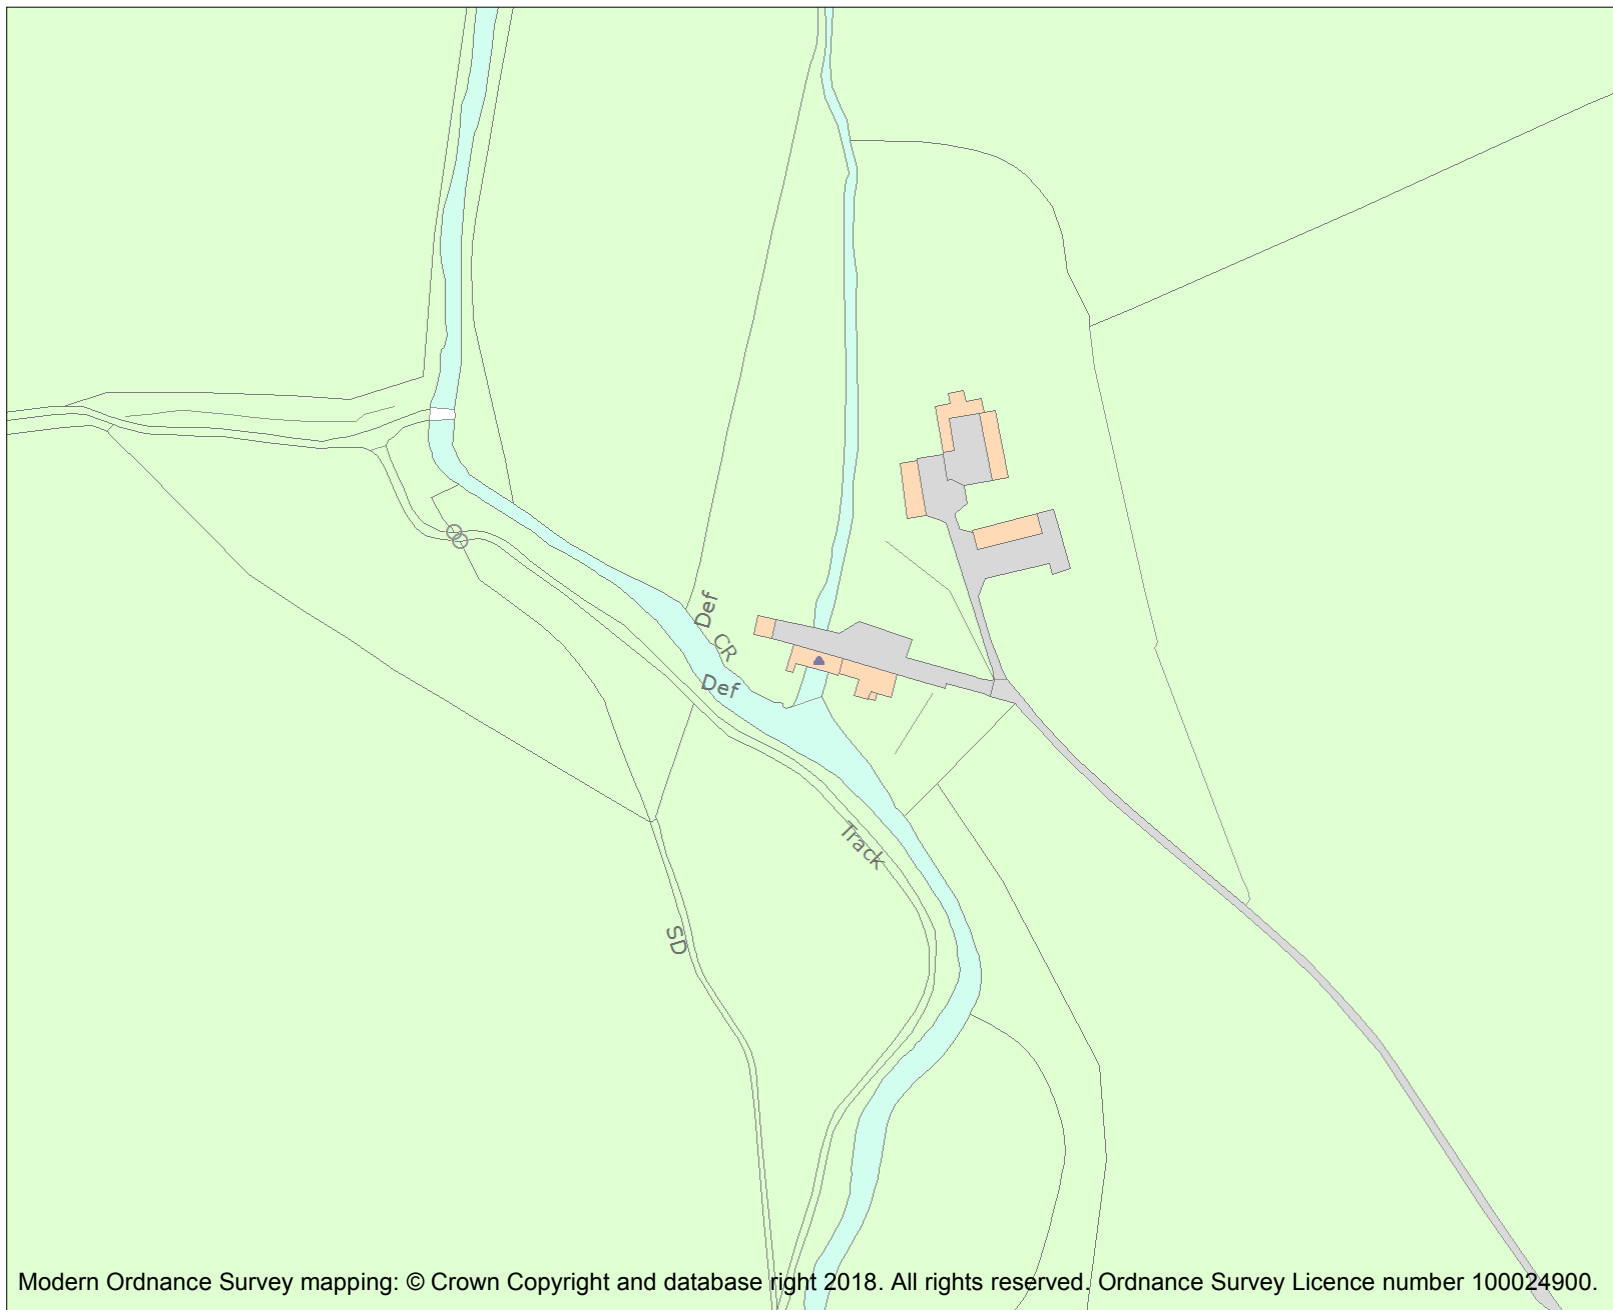 Def
CR
Def
Track
SD
Modern Ordnance Survey mapping: © Crown Copyright and database right 2018. All rights reserved. Ordnance Survey Licence number 100024900.